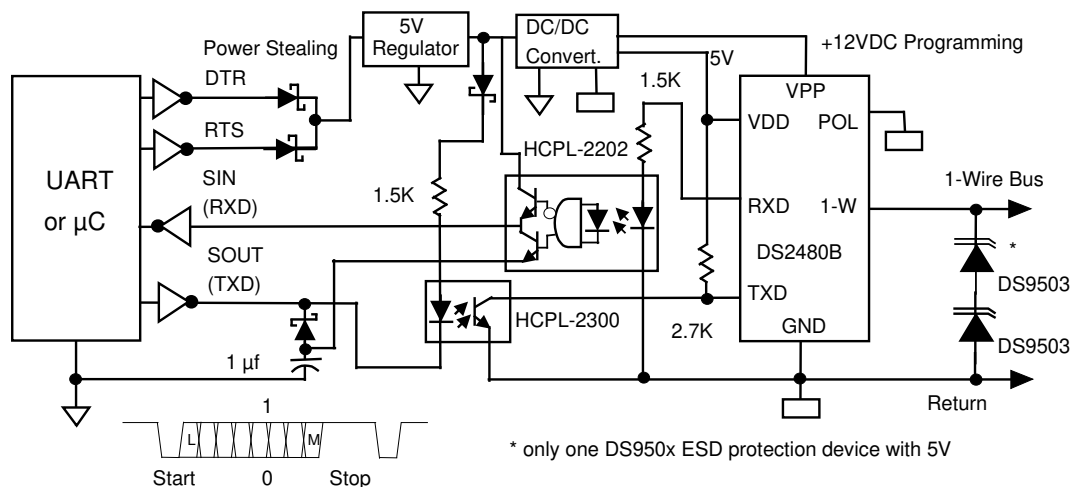 Power Stealing
5V
Regulator
DC/DC
Convert.
+12VDC Programming
5V
DTR
1.5K
VPP
VDD
POL
RTS
HCPL-2202
UART
or µC
SIN
(RXD)
1.5K
1-Wire Bus
RXD
1-W
SOUT
(TXD)
DS2480B
*
DS9503
TXD
HCPL-2300
2.7K
GND
DS9503
1 µf
Return
1
L
M
Start
0
Stop
* only one DS950x ESD protection device with 5V